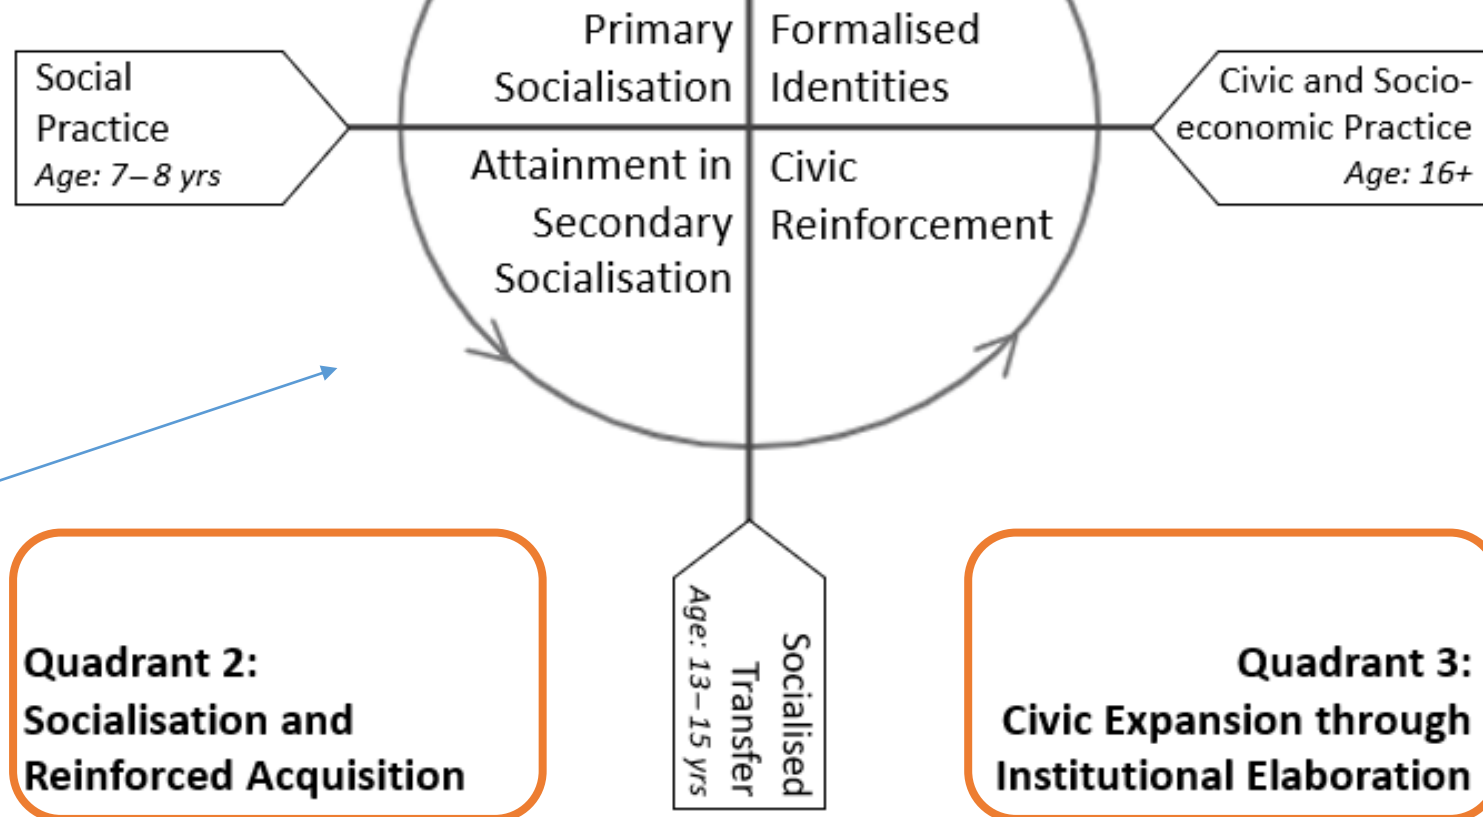 Primary
Socialisation
Formalised
Identities
Social
Practice
Age: 7–8 yrs
Civic and Socio-
economic Practice
Age: 16+
Attainment in
Secondary
Socialisation
Civic
Reinforcement
Socialised
Transfer
Age: 13–15 yrs
Quadrant 2:
Socialisation and
Reinforced Acquisition
Quadrant 3:
Civic Expansion through
Institutional Elaboration